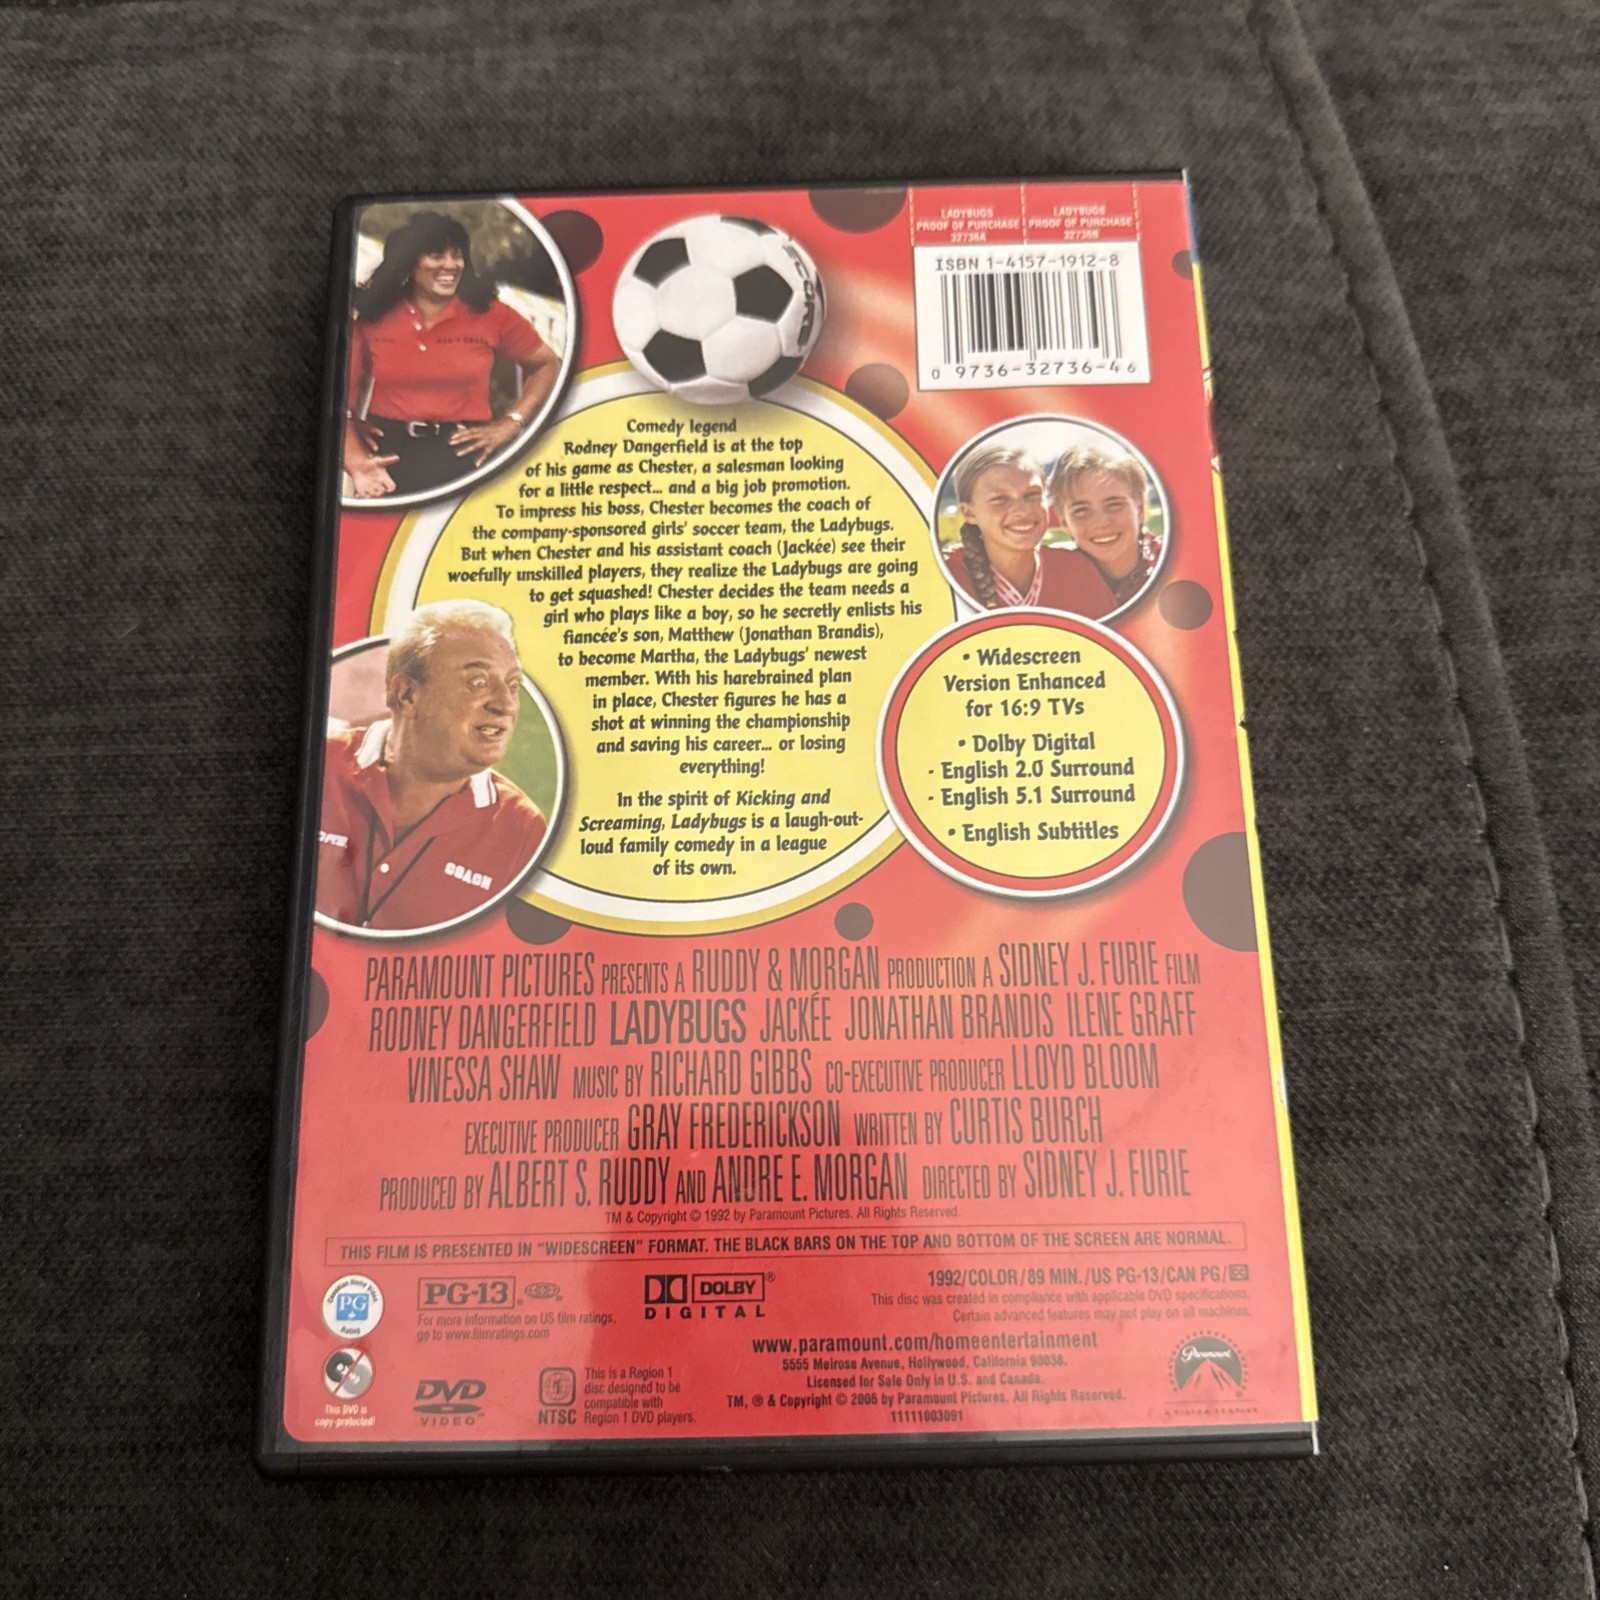 LADYBUGS
PROOF OF PURCHASE
32736A
LADYBUGS
PROOF OF PURCHASE
32736B
ISBN 1-4157-1912-8
0 9736-32736-4 6
Comedy legend
Rodney Dangerfield is at the top
of his game as Chester, a salesman looking
for a little respect... and a big job promotion.
To impress his boss, Chester becomes the coach of
the company-sponsored girls' soccer team, the Ladybugs.
But when Chester and his assistant coach (Jackée) see their
woefully unskilled players, they realize the Ladybugs are going
to get squashed! Chester decides the team needs a
girl who plays like a boy, so he secretly enlists his
fiancée's son, Matthew (Jonathan Brandis),
to become Martha, the Ladybugs' newest
member. With his harebrained plan
in place, Chester figures he has a
shot at winning the championship
and saving his career... or losing
everything!
In the spirit of Kicking and
Screaming, Ladybugs is a laugh-out-
loud family comedy in a league
of its own.
• Widescreen
Version Enhanced
for 16:9 TVs
• Dolby Digital
- English 2.0 Surround
- English 5.1 Surround
• English Subtitles
COACH
PARAMOUNT PICTURES PRESENTS A RUDDY & MORGAN PRODUCTION A SIDNEY J. FURIE FILM
RODNEY DANGERFIELD LADYBUGS JACKÉE JONATHAN BRANDIS ILENE GRAFF
VINESSA SHAW MUSIC BY RICHARD GIBBS CO-EXECUTIVE PRODUCER LLOYD BLOOM
EXECUTIVE PRODUCER GRAY FREDERICKSON WRITTEN BY CURTIS BURCH
PRODUCED BY ALBERT S. RUDDY AND ANDRE E. MORGAN DIRECTED BY SIDNEY J. FURIE
TM & Copyright © 1992 by Paramount Pictures. All Rights Reserved.
THIS FILM IS PRESENTED IN "WIDESCREEN" FORMAT. THE BLACK BARS ON THE TOP AND BOTTOM OF THE SCREEN ARE NORMAL.
Canadian Home Video
PG
Rated
PG-13
For more information on US film ratings,
go to www.filmratings.com
DOLBY
DIGITAL
1992/COLOR/89 MIN./US PG-13/CAN PG/
This disc was created in compliance with applicable DVD specifications.
Certain advanced features may not play on all machines.
www.paramount.com/homeentertainment
5555 Melrose Avenue, Hollywood, California 90038.
Licensed for Sale Only in U.S. and Canada.
TM, ® & Copyright © 2005 by Paramount Pictures. All Rights Reserved.
11111003091
This DVD is
copy-protected!
DVD
VIDEO
1
NTSC
This is a Region 1
disc designed to be
compatible with
Region 1 DVD players.
Paramount
A VIACOM COMPANY